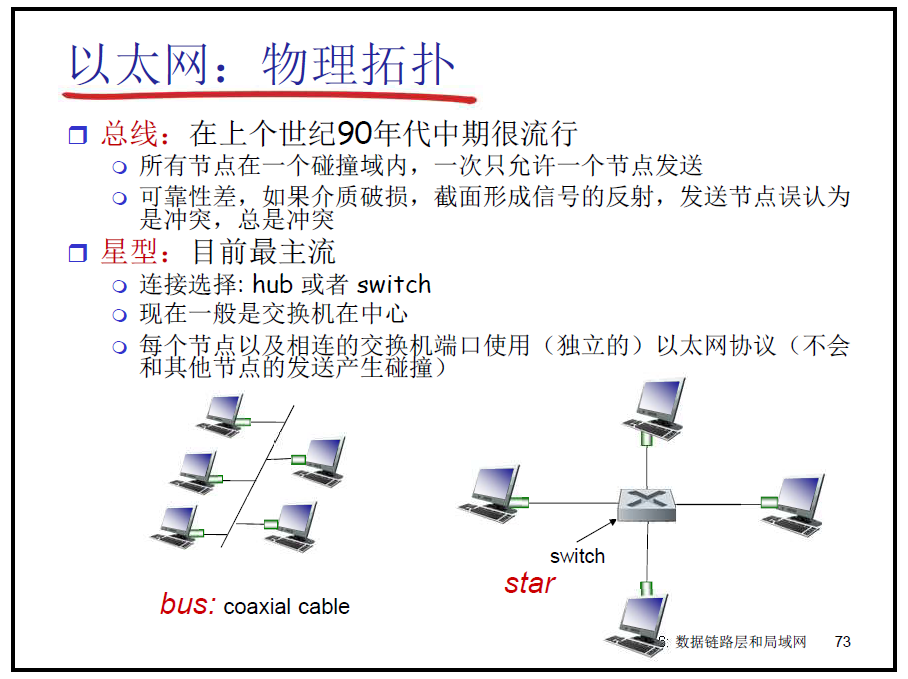 以太网：物理拓扑
总线：在上个世纪90年代中期很流行
所有节点在一个碰撞域内，一次只允许一个节点发送
可靠性差，如果介质破损，截面形成信号的反射，发送节点误认为
是冲突，总是冲突
星型：目前最主流
连接选择: hub 或者 switch
现在一般是交换机在中心
每个节点以及相连的交换机端口使用（独立的）以太网协议（不会
和其他节点的发送产生碰撞）
switch
bus: coaxial cable
star
数据链路层和局域网 73